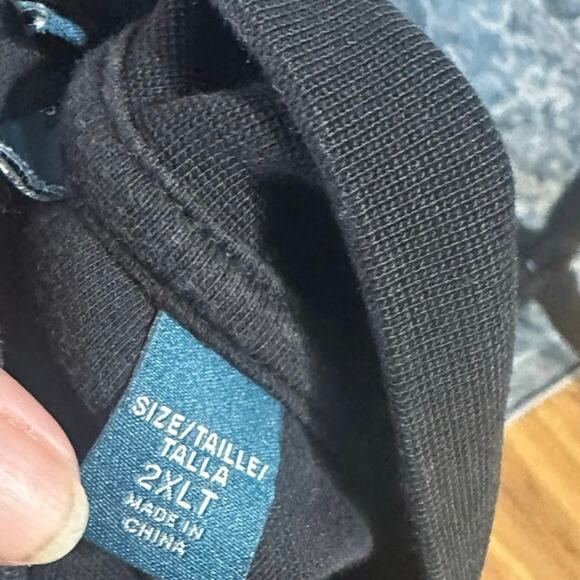 SIZE/TAILLE/
TALLA
2XLT
MADE IN
CHINA